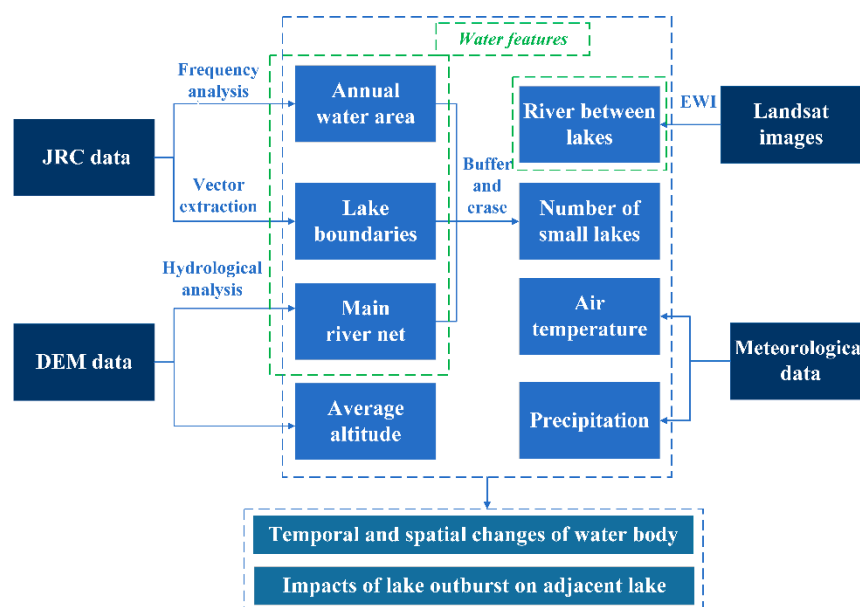 Water features
Frequency
analysis
Annual
water area
River between
lakes
EWI
Landsat
images
JRC data
Vector
extraction
Lake
boundaries
Buffer
and
crasc
Number of
small lakes
Hydrological
analysis
Main
river net
Air
temperature
DEM data
Meteorological
data
Average
altitude
Precipitation
Temporal and spatial changes of water body
Impacts of lake outburst on adjacent lake